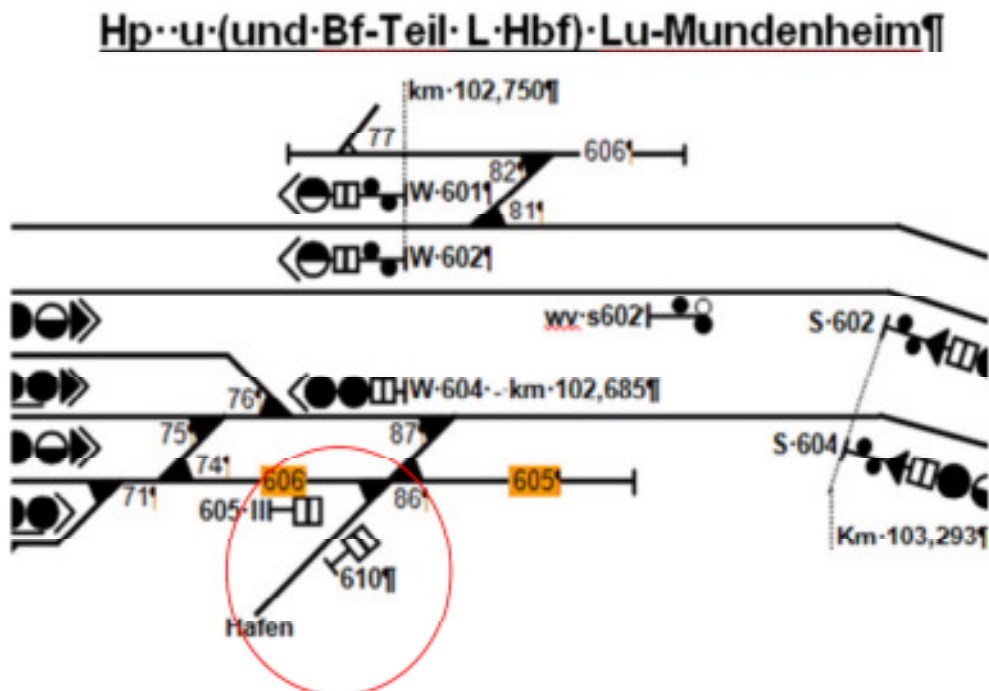 Hp··u·(und·Bf-Teil·L·Hbf)·Lu-Mundenheim¶
km·102,750¶
77
606¶
82¶
W·601¶
81¶
W·602¶
wv·s602¶
S·602
76¶
W·604·-·km·102,685¶
75¶
87¶
S·604
74¶
606
605¶
71¶
605·III
86¶
Km·103,293¶
610¶
Hafen